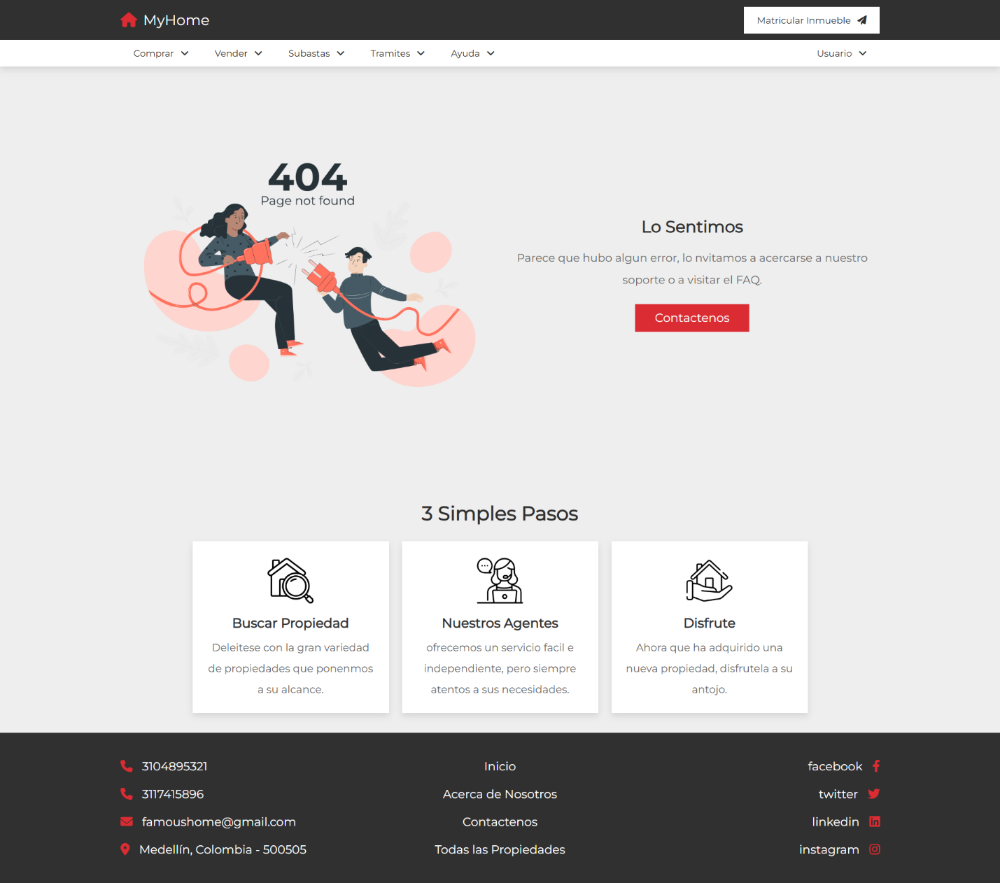 MyHome
Matricular Inmueble
Comprar
Vender
Subastas
Tramites
Ayuda
Usuario
404
Page not found
Lo Sentimos
Parece que hubo algun error, lo nvitamos a acercarse a nuestro
soporte o a visitar el FAQ.
Contactenos
3 Simples Pasos
Buscar Propiedad
Deleitese con la gran variedad
de propiedades que ponenmos
a su alcance.
Nuestros Agentes
ofrecemos un servicio facil e
independiente, pero siempre
atentos a sus necesidades.
Disfrute
Ahora que ha adquirido una
nueva propiedad, disfrutela a su
antojo.
3104895321
3117415896
famoushome@gmail.com
Medellín, Colombia - 500505
Inicio
Acerca de Nosotros
Contactenos
Todas las Propiedades
facebook
twitter
linkedin
instagram